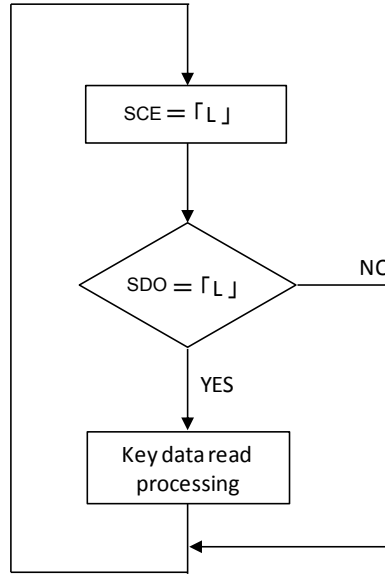 SCE＝「L」
SDO＝「L」
NO
YES
Key data read
processing